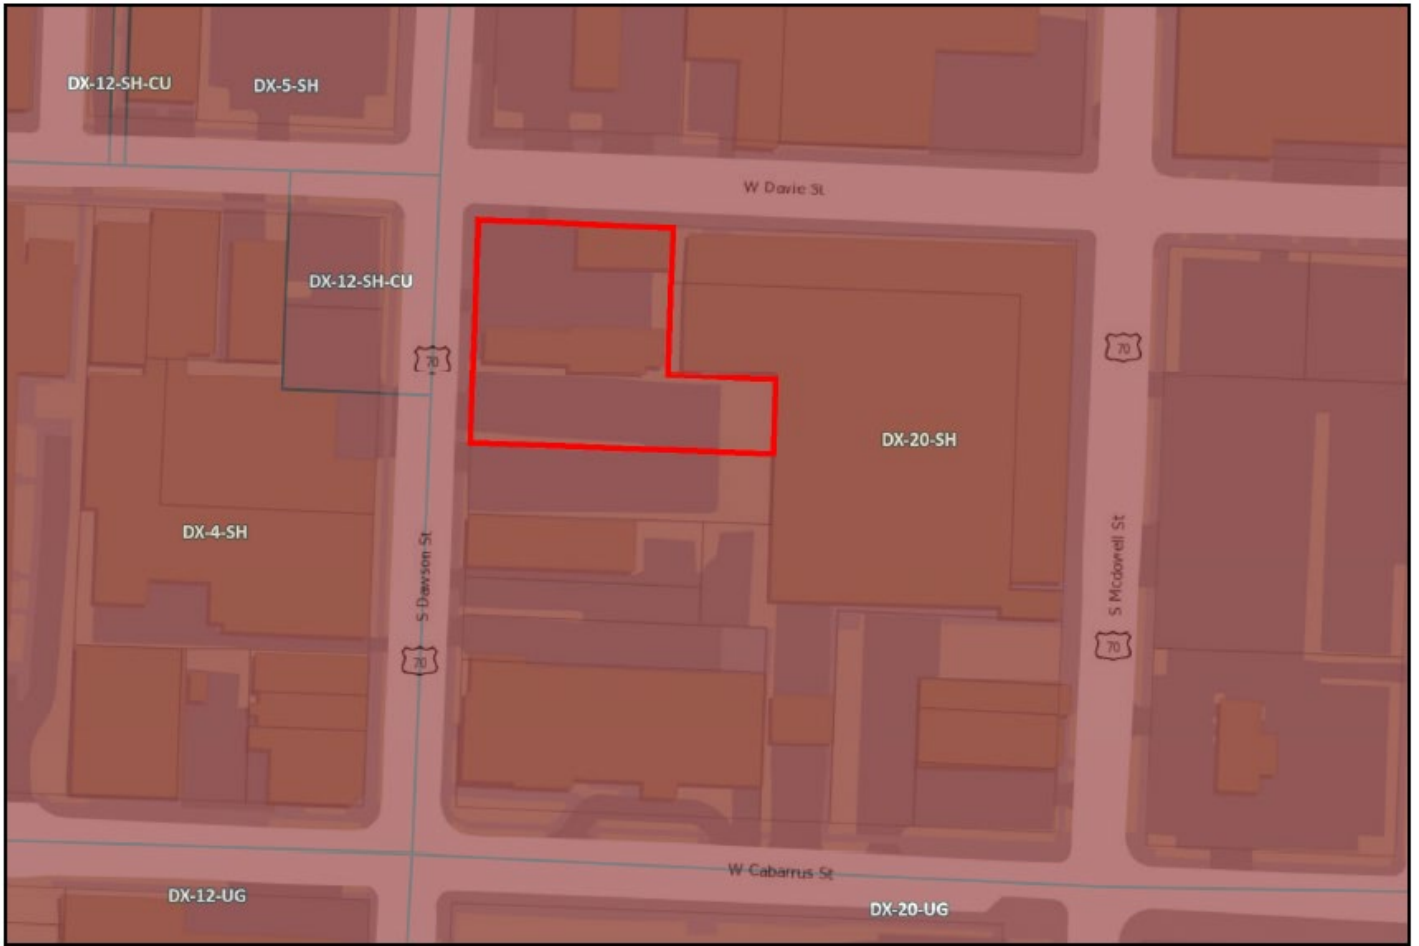 DX-12-SH-CU
DX-5-SH
W Davie St
DX-12-SH-CU
70
70
DX-20-SH
DX-4-SH
S Dawson St
S Mcdowell St
70
70
W Cabarrus St
DX-12-UG
DX-20-UG